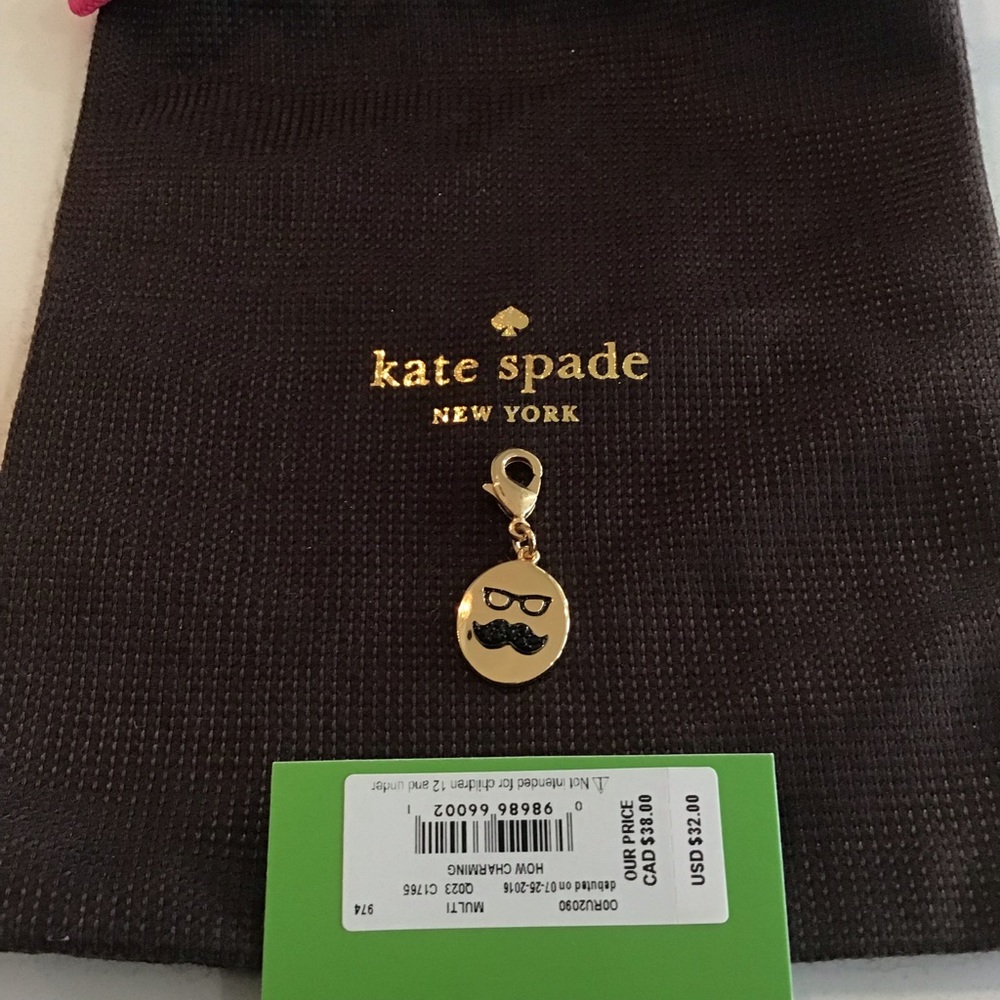 kate spade
NEW YORK
O0RU2090 MULTI 974
debuted on 07-25-2016 Q023 C1765
HOW CHARMING
0 98686 66002 1
⚠ Not intended for children 12 and under
OUR PRICE
CAD $38.00
USD $32.00